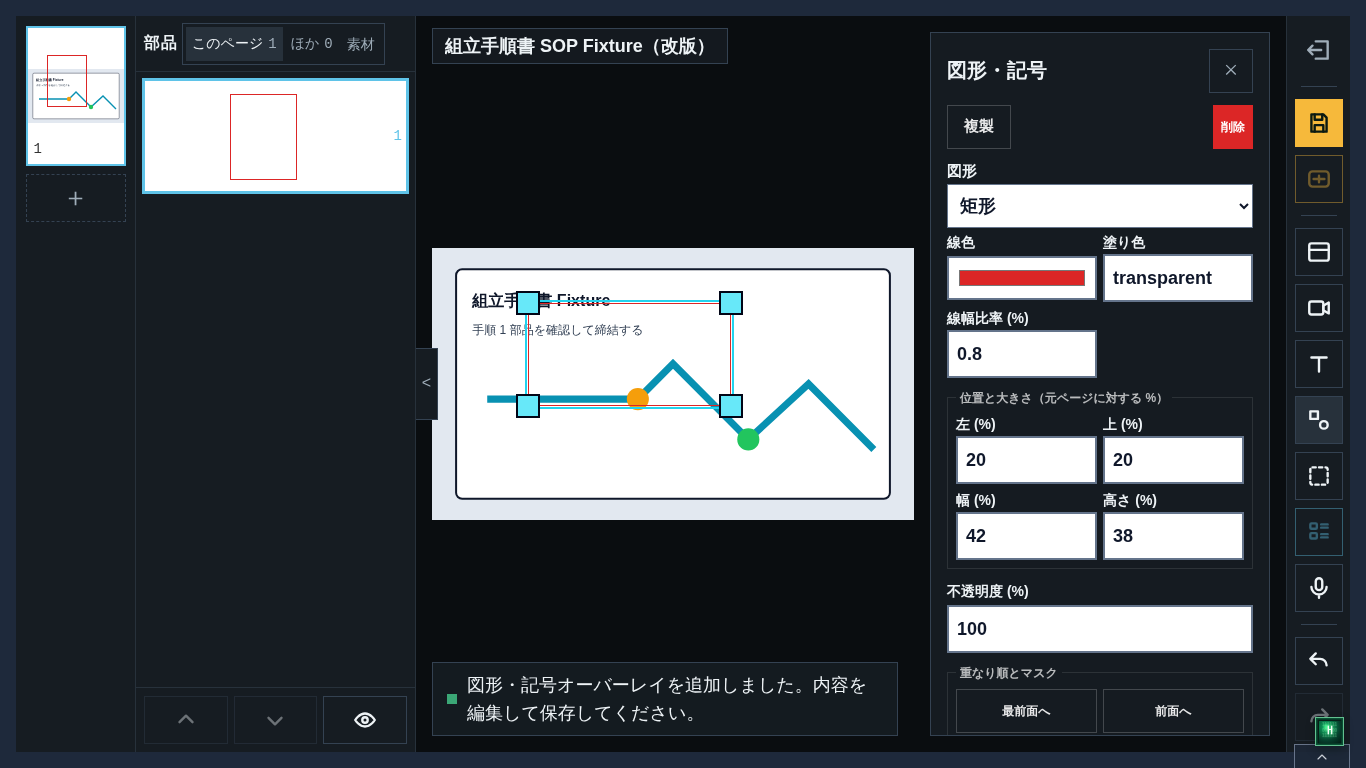 1
部品
このページ 1
ほか 0
素材
1
組立手順書 SOP Fixture（改版）
手順 1 部品を確認して締結する
<
図形・記号オーバーレイを追加しました。内容を
編集して保存してください。
図形・記号
複製
削除
図形
矩形
線色
塗り色
transparent
線幅比率 (%)
0.8
位置と大きさ（元ページに対する %）
左 (%)
上 (%)
20
20
幅 (%)
高さ (%)
42
38
不透明度 (%)
100
重なり順とマスク
最前面へ
前面へ